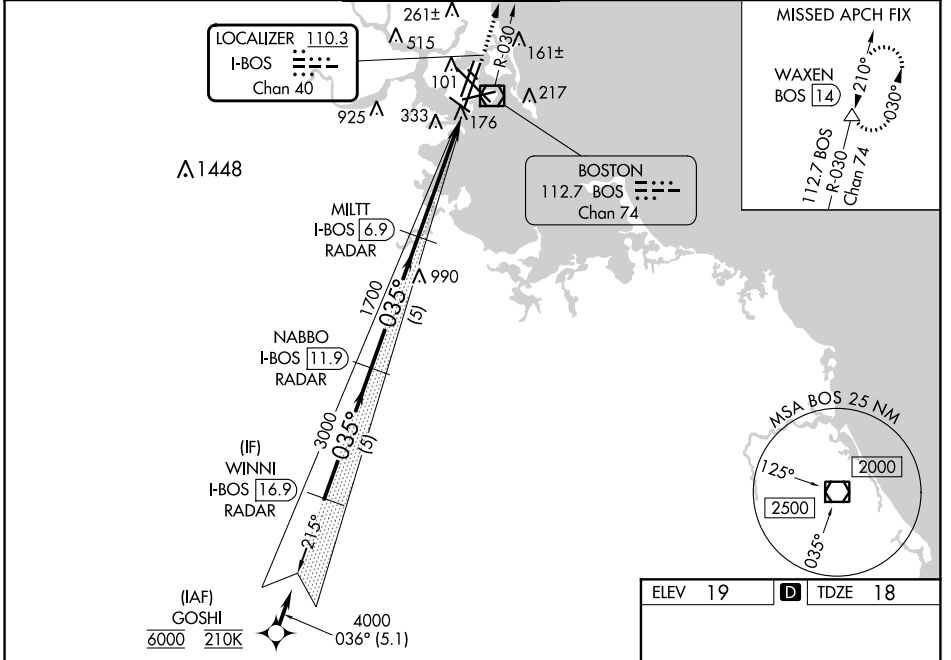 261±
515
R-030
161±
LOCALIZER 110.3
I-BOS
Chan 40
101
217
925
333
176
1448
BOSTON
112.7 BOS
Chan 74
MISSED APCH FIX
WAXEN
BOS 14
210°
030°
112.7 BOS
R-030
Chan 74
MILTT
I-BOS 6.9
RADAR
990
1700
035°
(5)
NABBO
I-BOS 11.9
RADAR
3000
035°
(5)
(IF)
WINNI
I-BOS 16.9
RADAR
215°
(IAF)
GOSHI
6000 210K
4000
036° (5.1)
MSA BOS 25 NM
125°
2000
2500
035°
ELEV 19 D TDZE 18